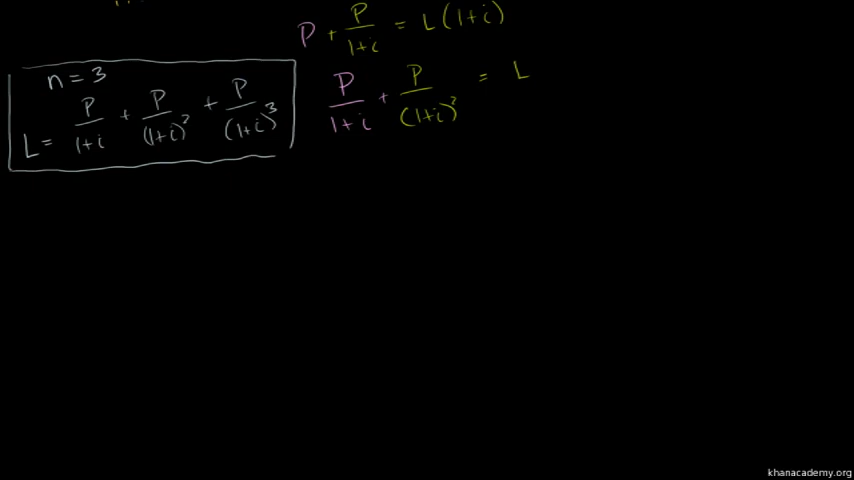 P + P/(1+i) = L(1+i)
n = 3
L = P/(1+i) + P/(1+i)² + P/(1+i)³
P/(1+i) + P/(1+i)² = L
khanacademy.org